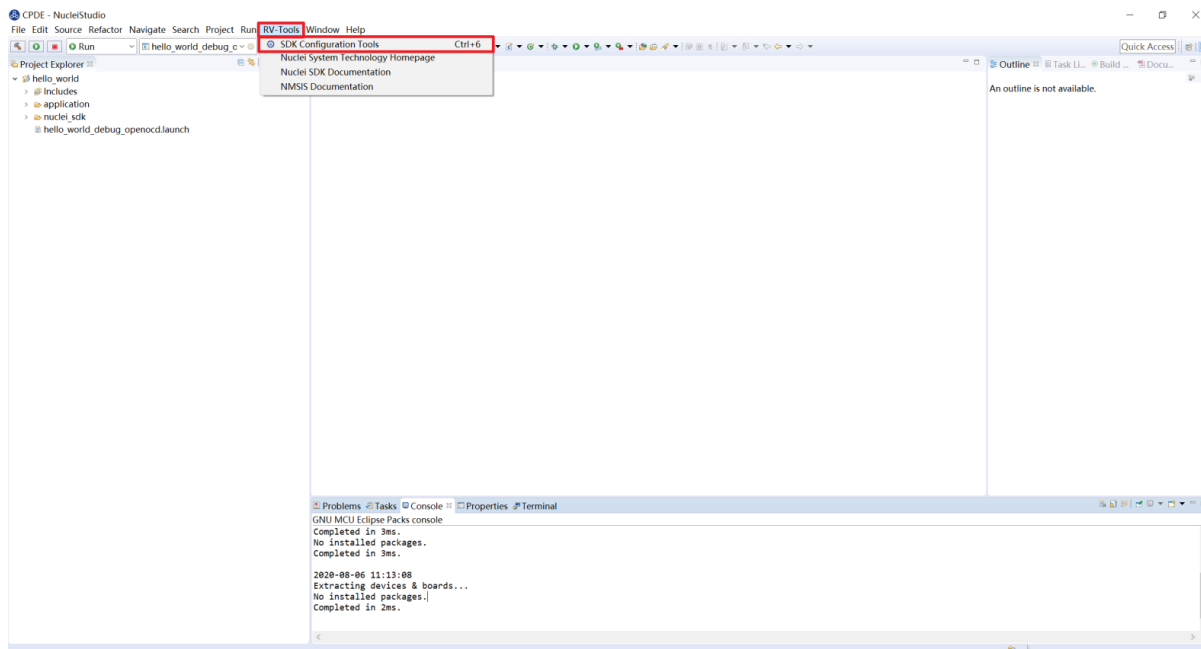 CPDE - NucleiStudio
File Edit Source Refactor Navigate Search Project Run RV-Tools Window Help
Run
hello_world_debug_o
Quick Access
SDK Configuration Tools Ctrl+6
Nuclei System Technology Homepage
Nuclei SDK Documentation
NMSIS Documentation
Project Explorer
hello_world
Includes
application
nuclei_sdk
hello_world_debug_openocd.launch
Outline Task Li... Build ... Docu...
An outline is not available.
Problems Tasks Console Properties Terminal
GNU MCU Eclipse Packs console
Completed in 3ms.
No installed packages.
Completed in 3ms.
2020-08-06 11:13:08
Extracting devices & boards...
No installed packages.
Completed in 2ms.